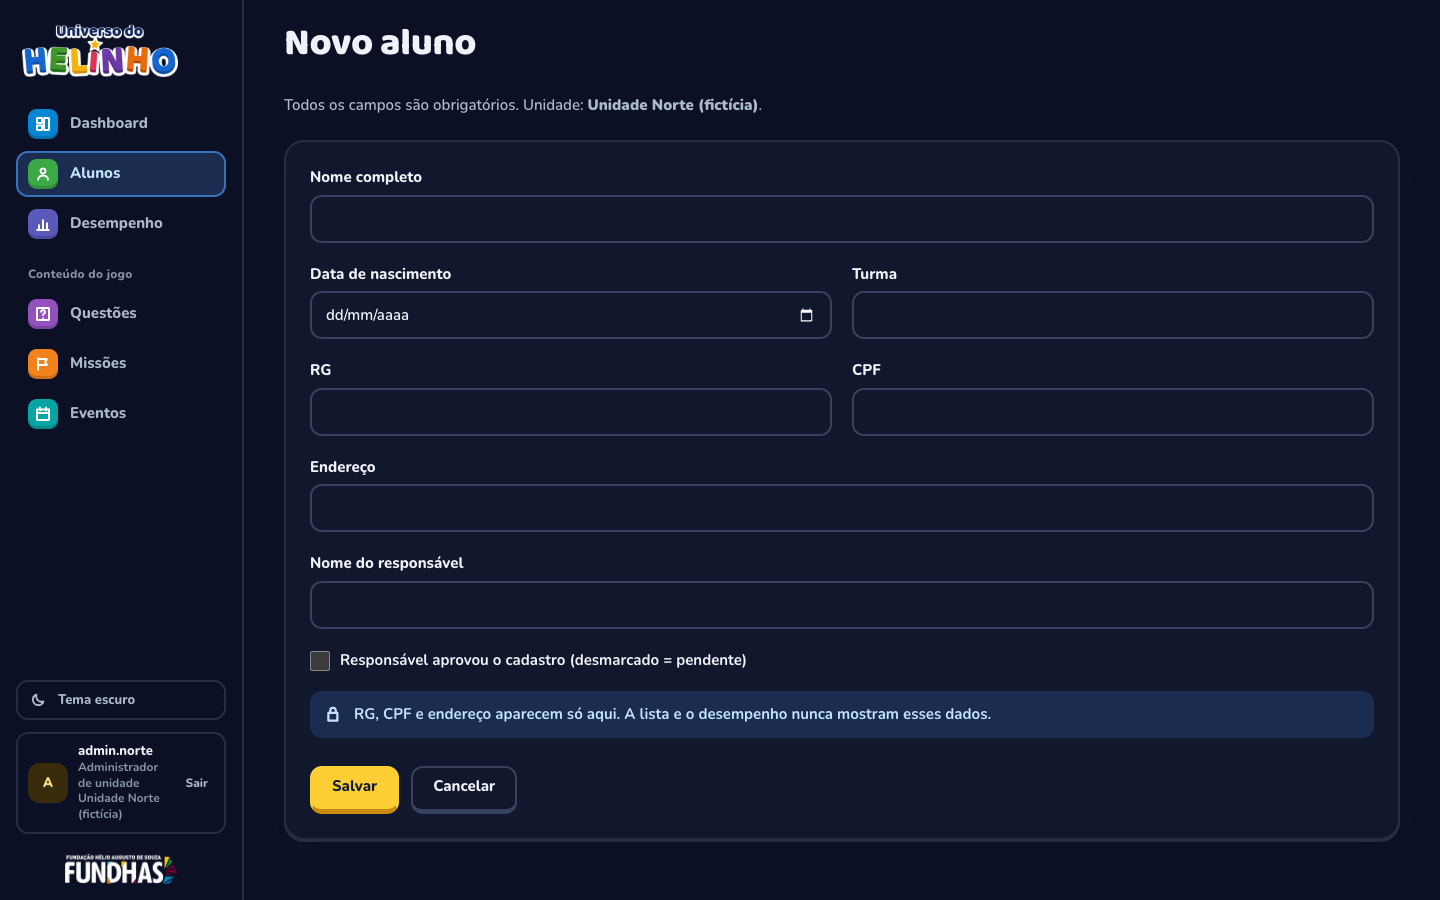 Universo do
HELINHO
Dashboard
Alunos
Desempenho
Conteúdo do jogo
Questões
Missões
Eventos
Tema escuro
A
admin.norte
Administrador
de unidade
Unidade Norte
(fictícia)
Sair
FUNDAÇÃO HÉLIO AUGUSTO DE SOUZA
FUNDHAS
Novo aluno
Todos os campos são obrigatórios. Unidade: Unidade Norte (fictícia).
Nome completo
Data de nascimento
dd/mm/aaaa
Turma
RG
CPF
Endereço
Nome do responsável
Responsável aprovou o cadastro (desmarcado = pendente)
RG, CPF e endereço aparecem só aqui. A lista e o desempenho nunca mostram esses dados.
Salvar
Cancelar